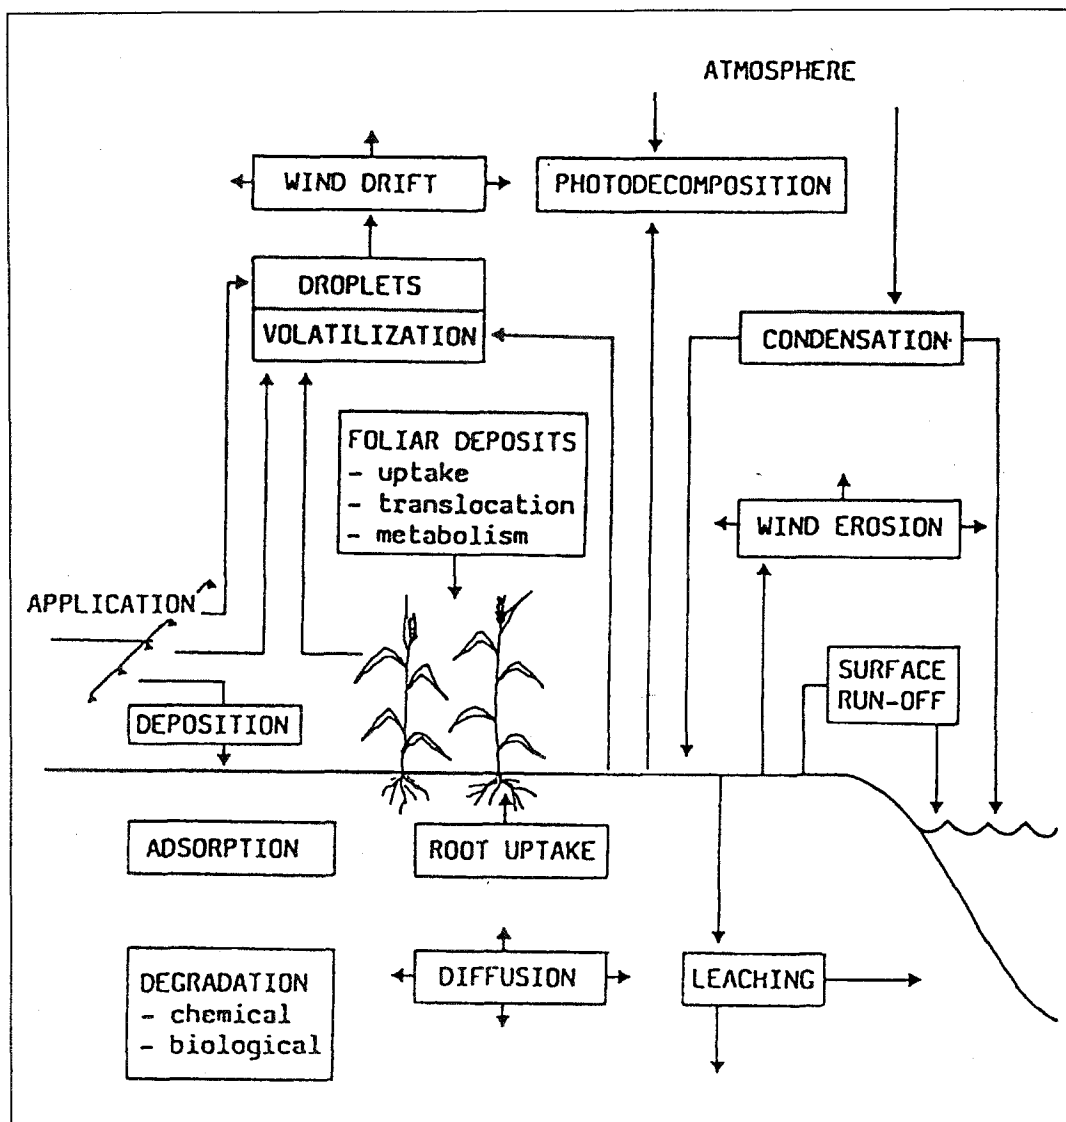 ATMOSPHERE
WIND DRIFT
PHOTODECOMPOSITION
DROPLETS
VOLATILIZATION
CONDENSATION
FOLIAR DEPOSITS
- uptake
- translocation
- metabolism
WIND EROSION
APPLICATION
SURFACE
RUN-OFF
DEPOSITION
ADSORPTION
ROOT UPTAKE
DEGRADATION
- chemical
- biological
DIFFUSION
LEACHING